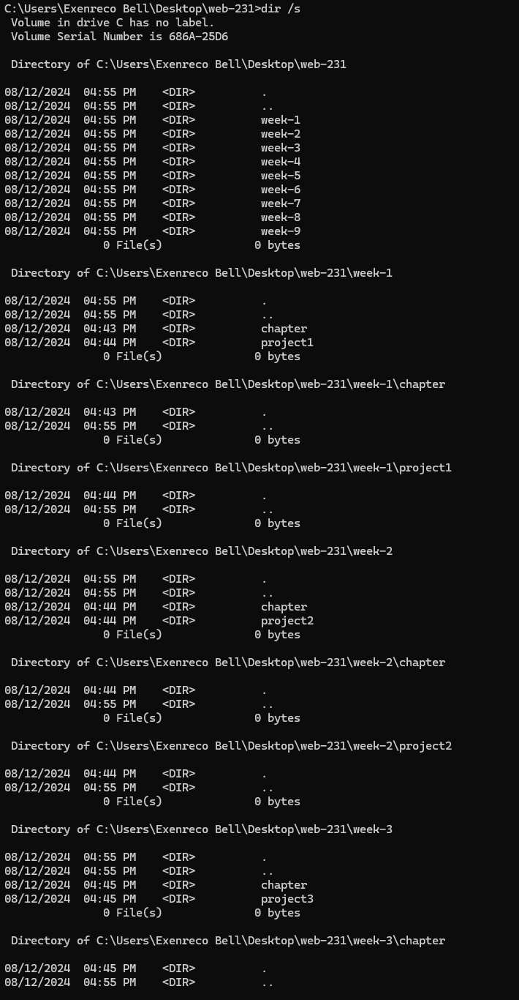 C:\Users\Exenreco Bell\Desktop\web-231>dir /s
 Volume in drive C has no label.
 Volume Serial Number is 686A-25D6

 Directory of C:\Users\Exenreco Bell\Desktop\web-231

08/12/2024  04:55 PM    <DIR>          .
08/12/2024  04:55 PM    <DIR>          ..
08/12/2024  04:55 PM    <DIR>          week-1
08/12/2024  04:55 PM    <DIR>          week-2
08/12/2024  04:55 PM    <DIR>          week-3
08/12/2024  04:55 PM    <DIR>          week-4
08/12/2024  04:55 PM    <DIR>          week-5
08/12/2024  04:55 PM    <DIR>          week-6
08/12/2024  04:55 PM    <DIR>          week-7
08/12/2024  04:55 PM    <DIR>          week-8
08/12/2024  04:55 PM    <DIR>          week-9
               0 File(s)              0 bytes

 Directory of C:\Users\Exenreco Bell\Desktop\web-231\week-1

08/12/2024  04:55 PM    <DIR>          .
08/12/2024  04:55 PM    <DIR>          ..
08/12/2024  04:43 PM    <DIR>          chapter
08/12/2024  04:44 PM    <DIR>          project1
               0 File(s)              0 bytes

 Directory of C:\Users\Exenreco Bell\Desktop\web-231\week-1\chapter

08/12/2024  04:43 PM    <DIR>          .
08/12/2024  04:55 PM    <DIR>          ..
               0 File(s)              0 bytes

 Directory of C:\Users\Exenreco Bell\Desktop\web-231\week-1\project1

08/12/2024  04:44 PM    <DIR>          .
08/12/2024  04:55 PM    <DIR>          ..
               0 File(s)              0 bytes

 Directory of C:\Users\Exenreco Bell\Desktop\web-231\week-2

08/12/2024  04:55 PM    <DIR>          .
08/12/2024  04:55 PM    <DIR>          ..
08/12/2024  04:44 PM    <DIR>          chapter
08/12/2024  04:44 PM    <DIR>          project2
               0 File(s)              0 bytes

 Directory of C:\Users\Exenreco Bell\Desktop\web-231\week-2\chapter

08/12/2024  04:44 PM    <DIR>          .
08/12/2024  04:55 PM    <DIR>          ..
               0 File(s)              0 bytes

 Directory of C:\Users\Exenreco Bell\Desktop\web-231\week-2\project2

08/12/2024  04:44 PM    <DIR>          .
08/12/2024  04:55 PM    <DIR>          ..
               0 File(s)              0 bytes

 Directory of C:\Users\Exenreco Bell\Desktop\web-231\week-3

08/12/2024  04:55 PM    <DIR>          .
08/12/2024  04:55 PM    <DIR>          ..
08/12/2024  04:45 PM    <DIR>          chapter
08/12/2024  04:45 PM    <DIR>          project3
               0 File(s)              0 bytes

 Directory of C:\Users\Exenreco Bell\Desktop\web-231\week-3\chapter

08/12/2024  04:45 PM    <DIR>          .
08/12/2024  04:55 PM    <DIR>          ..